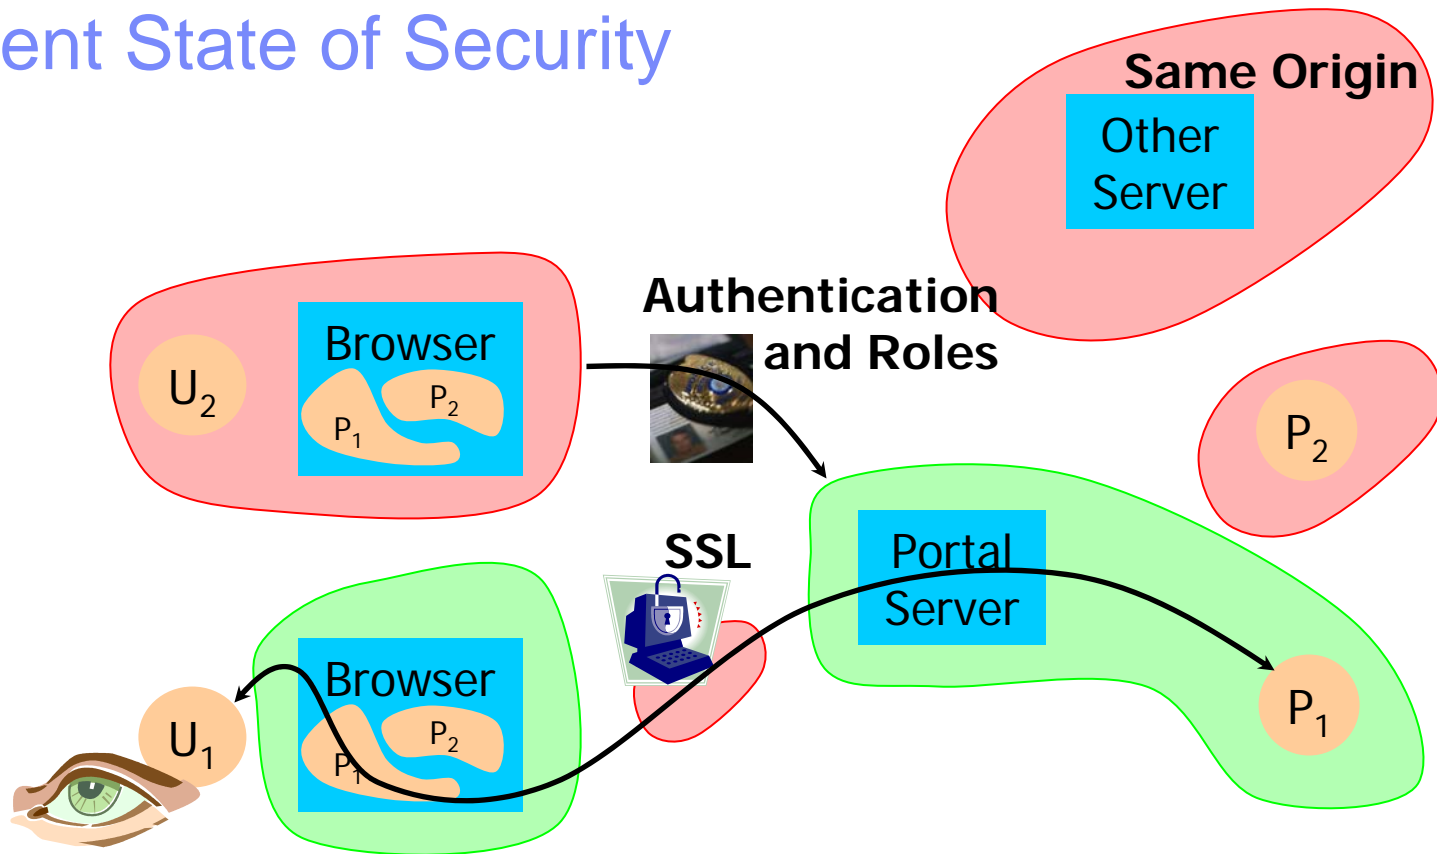 ent State of Security
Same Origin
Other
Server
Authentication
and Roles
Browser
U2
P2
P1
P2
SSL
Portal
Server
Browser
U1
P2
P1
P1